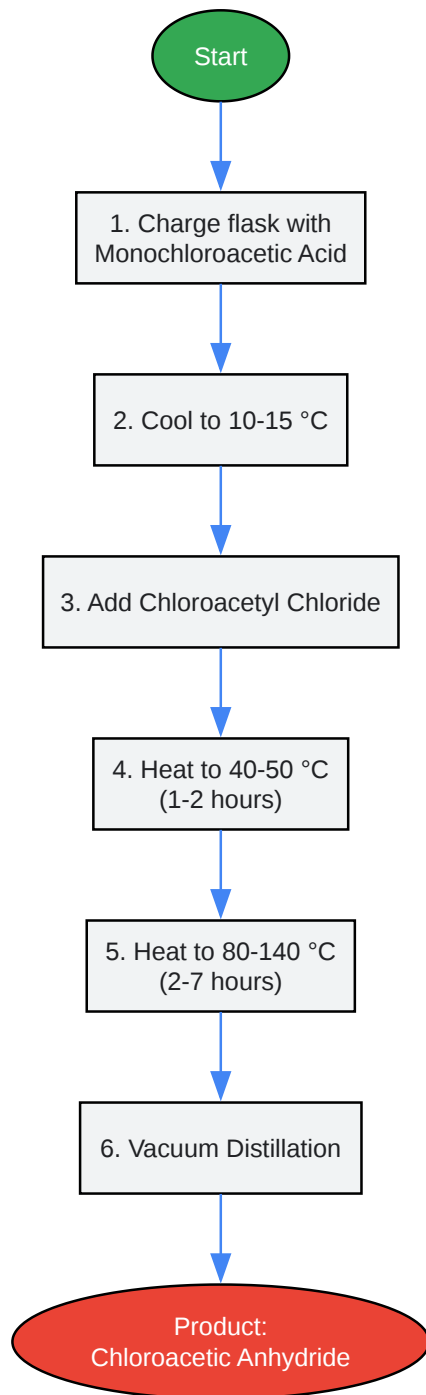 Start
1. Charge flask with
Monochloroacetic Acid
2. Cool to 10-15 °C
3. Add Chloroacetyl Chloride
4. Heat to 40-50 °C
(1-2 hours)
5. Heat to 80-140 °C
(2-7 hours)
6. Vacuum Distillation
Product:
Chloroacetic Anhydride